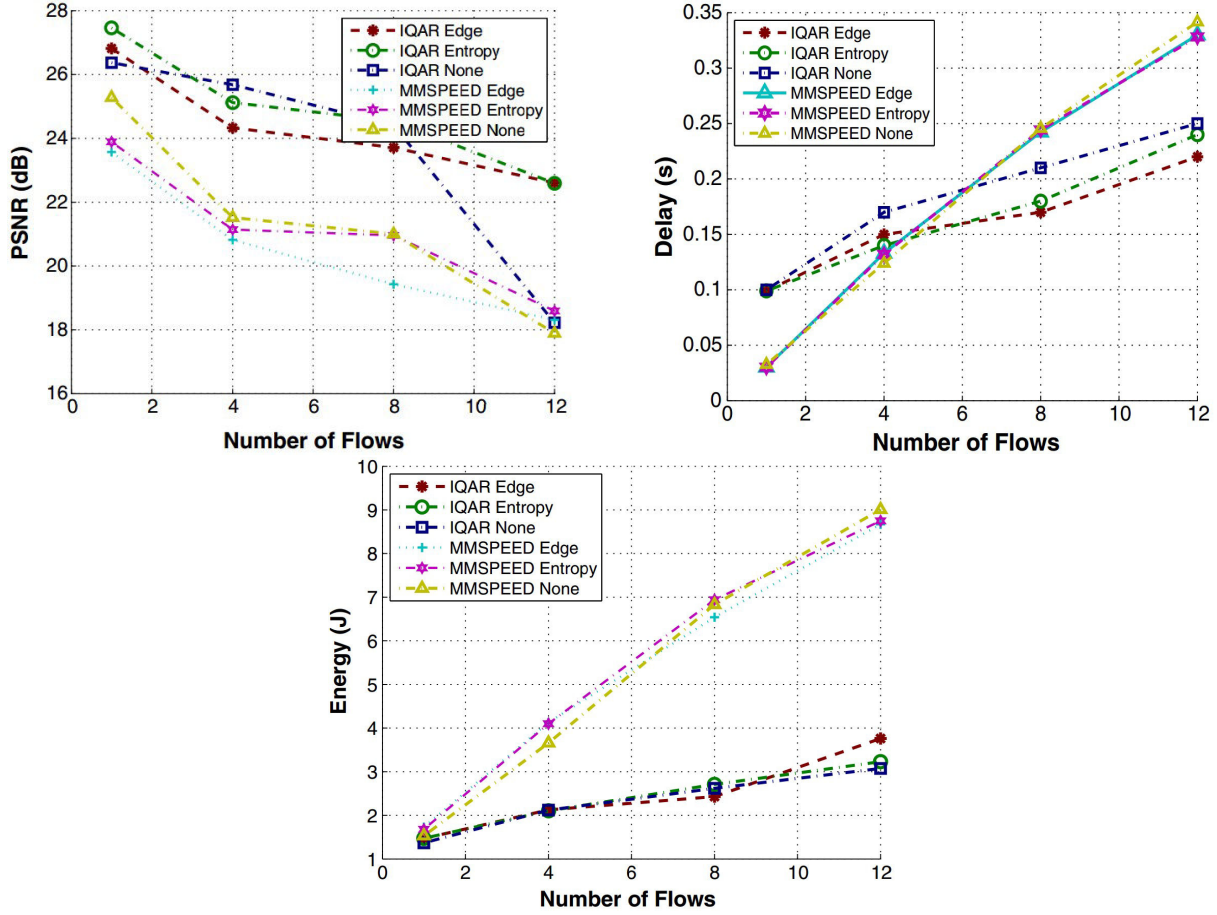 28
26
24
22
20
18
16
PSNR (dB)
0
2
4
6
8
10
12
Number of Flows
IQAR Edge
IQAR Entropy
IQAR None
MMSPEED Edge
MMSPEED Entropy
MMSPEED None
0.35
0.3
0.25
0.2
0.15
0.1
0.05
0
Delay (s)
0
2
4
6
8
10
12
Number of Flows
IQAR Edge
IQAR Entropy
IQAR None
MMSPEED Edge
MMSPEED Entropy
MMSPEED None
10
9
8
7
6
5
4
3
2
1
Energy (J)
0
2
4
6
8
10
12
Number of Flows
IQAR Edge
IQAR Entropy
IQAR None
MMSPEED Edge
MMSPEED Entropy
MMSPEED None